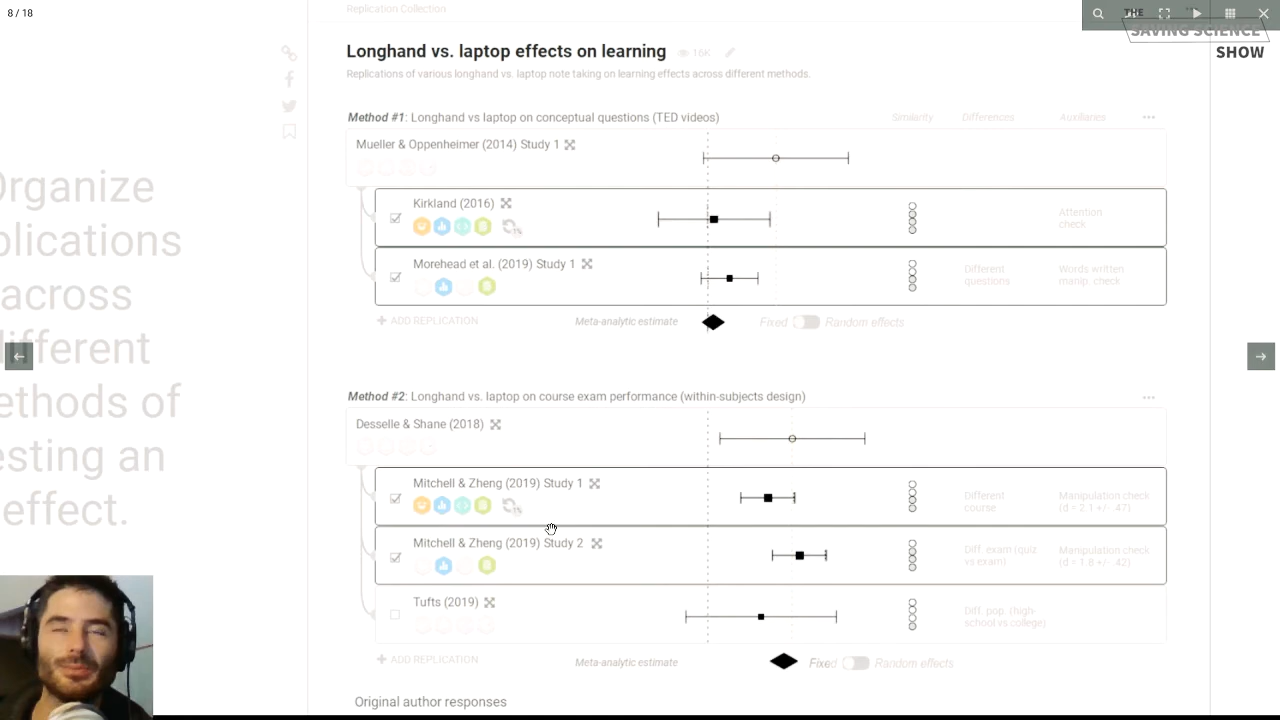 8 / 18
THE
SAVING SCIENCE
SHOW
Replication Collection
Longhand vs. laptop effects on learning
16K
Replications of various longhand vs. laptop note taking on learning effects across different methods.
Organize
plications
across
different
ethods of
esting an
effect.
Method #1: Longhand vs laptop on conceptual questions (TED videos)
Similarity
Differences
Auxiliaries
Mueller & Oppenheimer (2014) Study 1
Kirkland (2016)
Attention
check
Morehead et al. (2019) Study 1
Different
questions
Words written
manip. check
ADD REPLICATION
Meta-analytic estimate
Fixed
Random effects
Method #2: Longhand vs. laptop on course exam performance (within-subjects design)
Desselle & Shane (2018)
Mitchell & Zheng (2019) Study 1
Different
course
Manipulation check
(d = 2.1 +/- .47)
Mitchell & Zheng (2019) Study 2
Diff. exam (quiz
vs exam)
Manipulation check
(d = 1.8 +/- .42)
Tufts (2019)
Diff. pop. (high-
school vs college)
ADD REPLICATION
Meta-analytic estimate
Fixed
Random effects
Original author responses